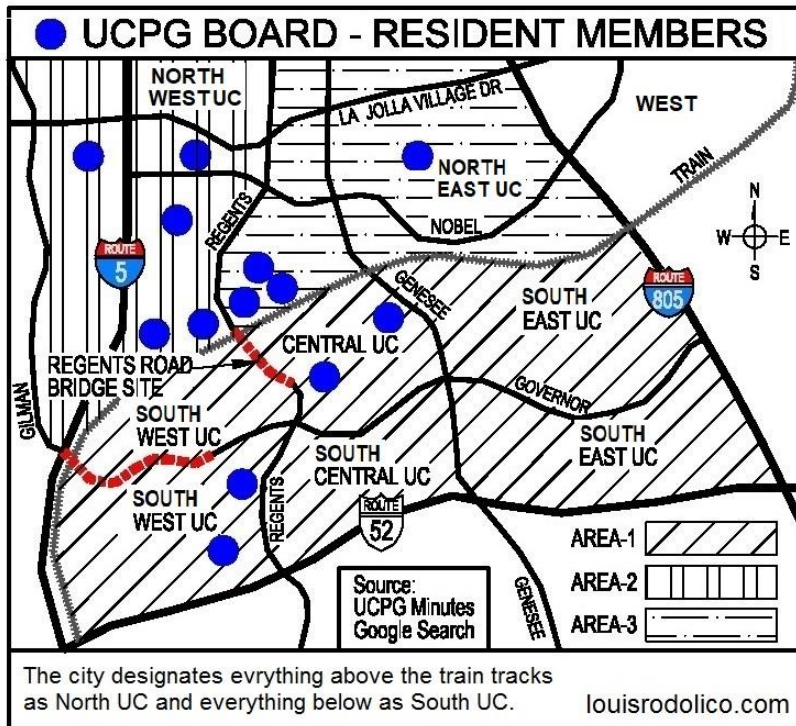 UCPG BOARD - RESIDENT MEMBERS
NORTH
WEST UC
LA JOLLA VILLAGE DR
WEST
NORTH
EAST UC
TRAIN
REGENTS
NOBEL
N
W E
S
ROUTE
5
GENESEE
ROUTE
805
SOUTH
EAST UC
CENTRAL UC
REGENTS ROAD
BRIDGE SITE
GILMAN
GOVERNOR
SOUTH
WEST UC
SOUTH
CENTRAL UC
SOUTH
EAST UC
SOUTH
WEST UC
REGENTS
ROUTE
52
GENESEE
AREA-1
AREA-2
AREA-3
Source:
UCPG Minutes
Google Search
The city designates evrything above the train tracks
as North UC and everything below as South UC.
louisrodolico.com